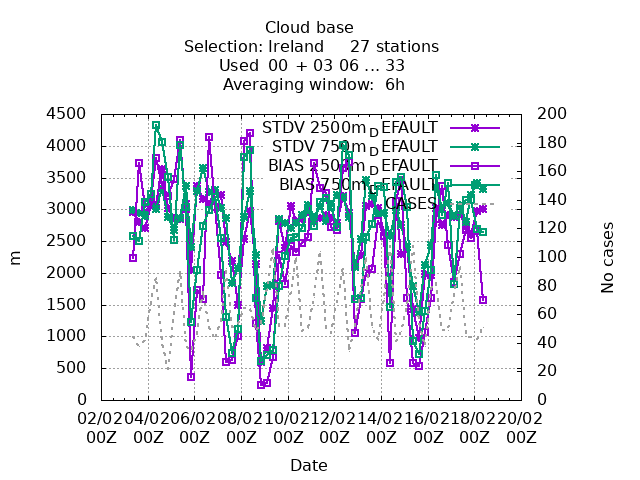 Cloud base
Selection: Ireland 27 stations
Used 00 + 03 06 ... 33
Averaging window: 6h
4500 200
4000 180
3500 160
3000 140
2500 120
2000 100
1500 80
1000 60
500 40
0 20
0
STDV 2500m_DEFAULT
STDV 750m_DEFAULT
BIAS 2500m_DEFAULT
BIAS 750m_DEFAULT
CASES
m
No cases
02/02 04/02 06/02 08/02 10/02 12/02 14/02 16/02 18/02 20/02
00Z 00Z 00Z 00Z 00Z 00Z 00Z 00Z 00Z 00Z
Date